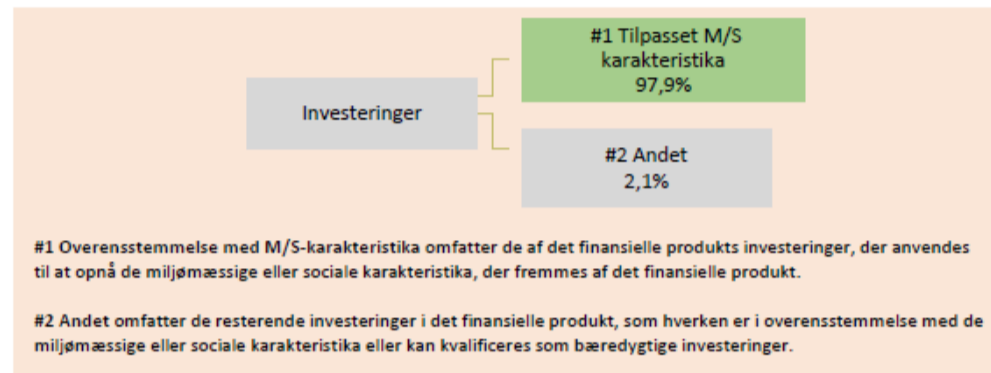 #1 Tilpasset M/S
karakteristika
97,9%
Investeringer
#2 Andet
2,1%
#1 Overensstemmelse med M/S-karakteristika omfatter de af det finansielle produkts investeringer, der anvendes
til at opnå de miljømæssige eller sociale karakteristika, der fremmes af det finansielle produkt.
#2 Andet omfatter de resterende investeringer i det finansielle produkt, som hverken er i overensstemmelse med de
miljømæssige eller sociale karakteristika eller kan kvalificeres som bæredygtige investeringer.